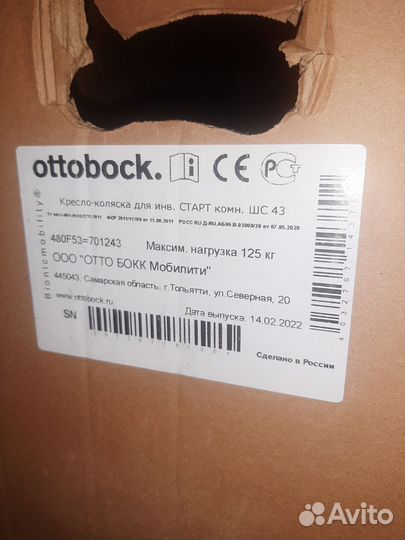 ottobock.
CE
Кресло-коляска для инв. СТАРТ комн. ШС 43
480F53=701243 Максим. нагрузка 125 кг
ООО "ОТТО БОКК Мобилити"
445043, Самарская область, г.Тольятти, ул.Северная, 20
www.ottobock.ru
Дата выпуска: 14.02.2022
SN
Сделано в России
Bionicmobility®
Avito